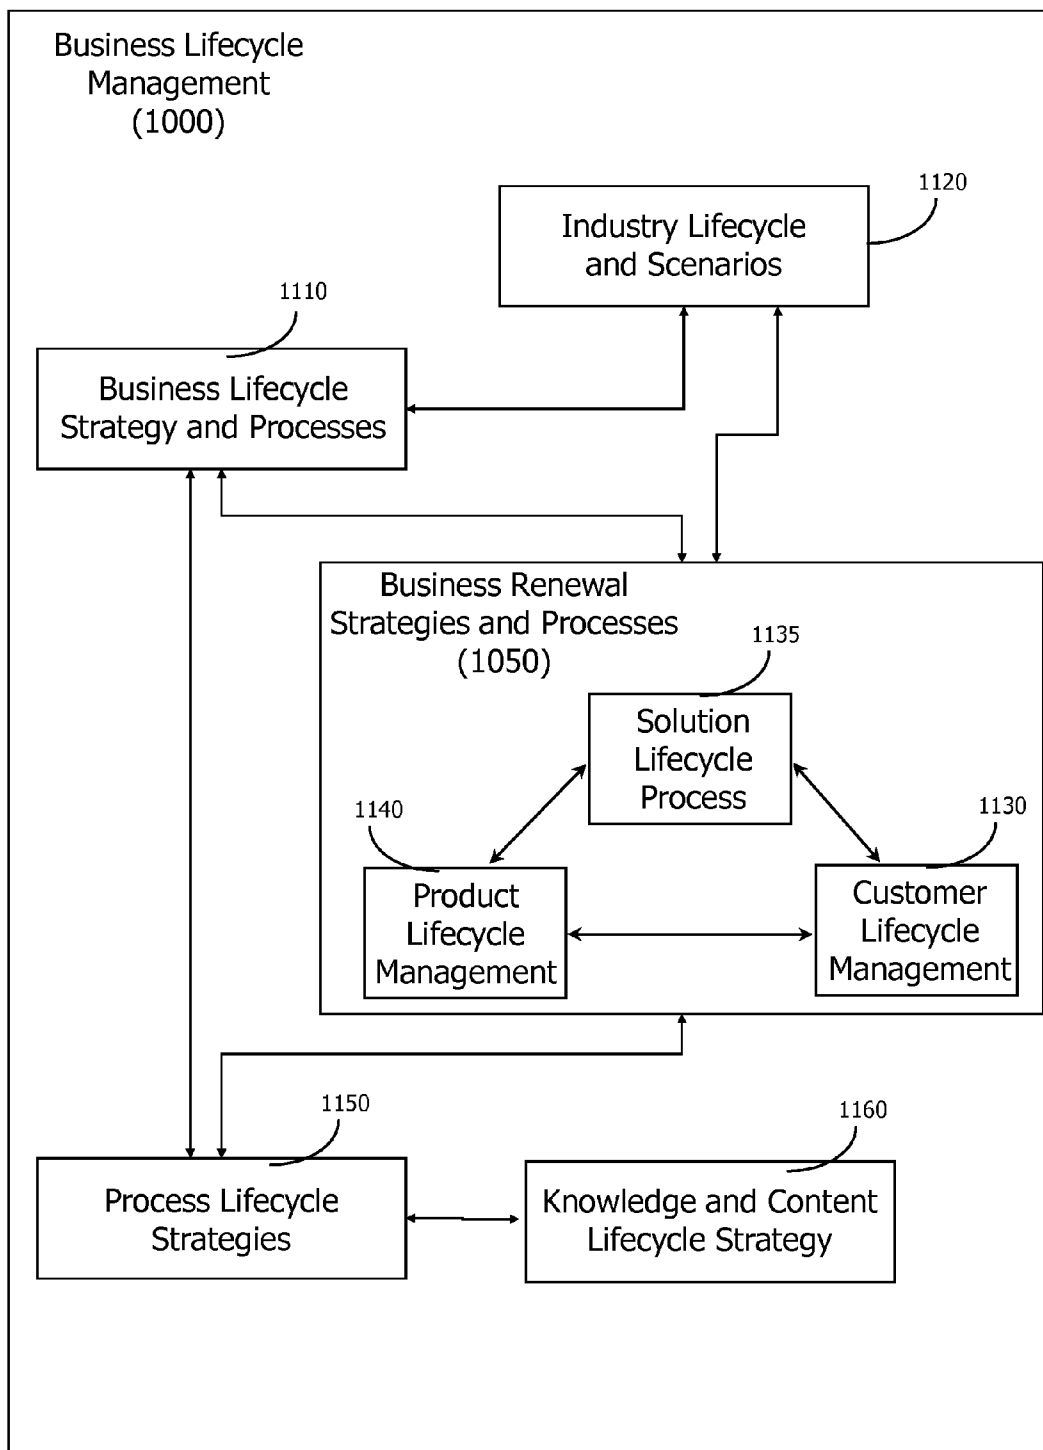 Business Lifecycle
Management
(1000)
1120
Industry Lifecycle
and Scenarios
1110
Business Lifecycle
Strategy and Processes
Business Renewal
Strategies and Processes
(1050)
1135
Solution
Lifecycle
Process
1140
Product
Lifecycle
Management
1130
Customer
Lifecycle
Management
1150
Process Lifecycle
Strategies
1160
Knowledge and Content
Lifecycle Strategy